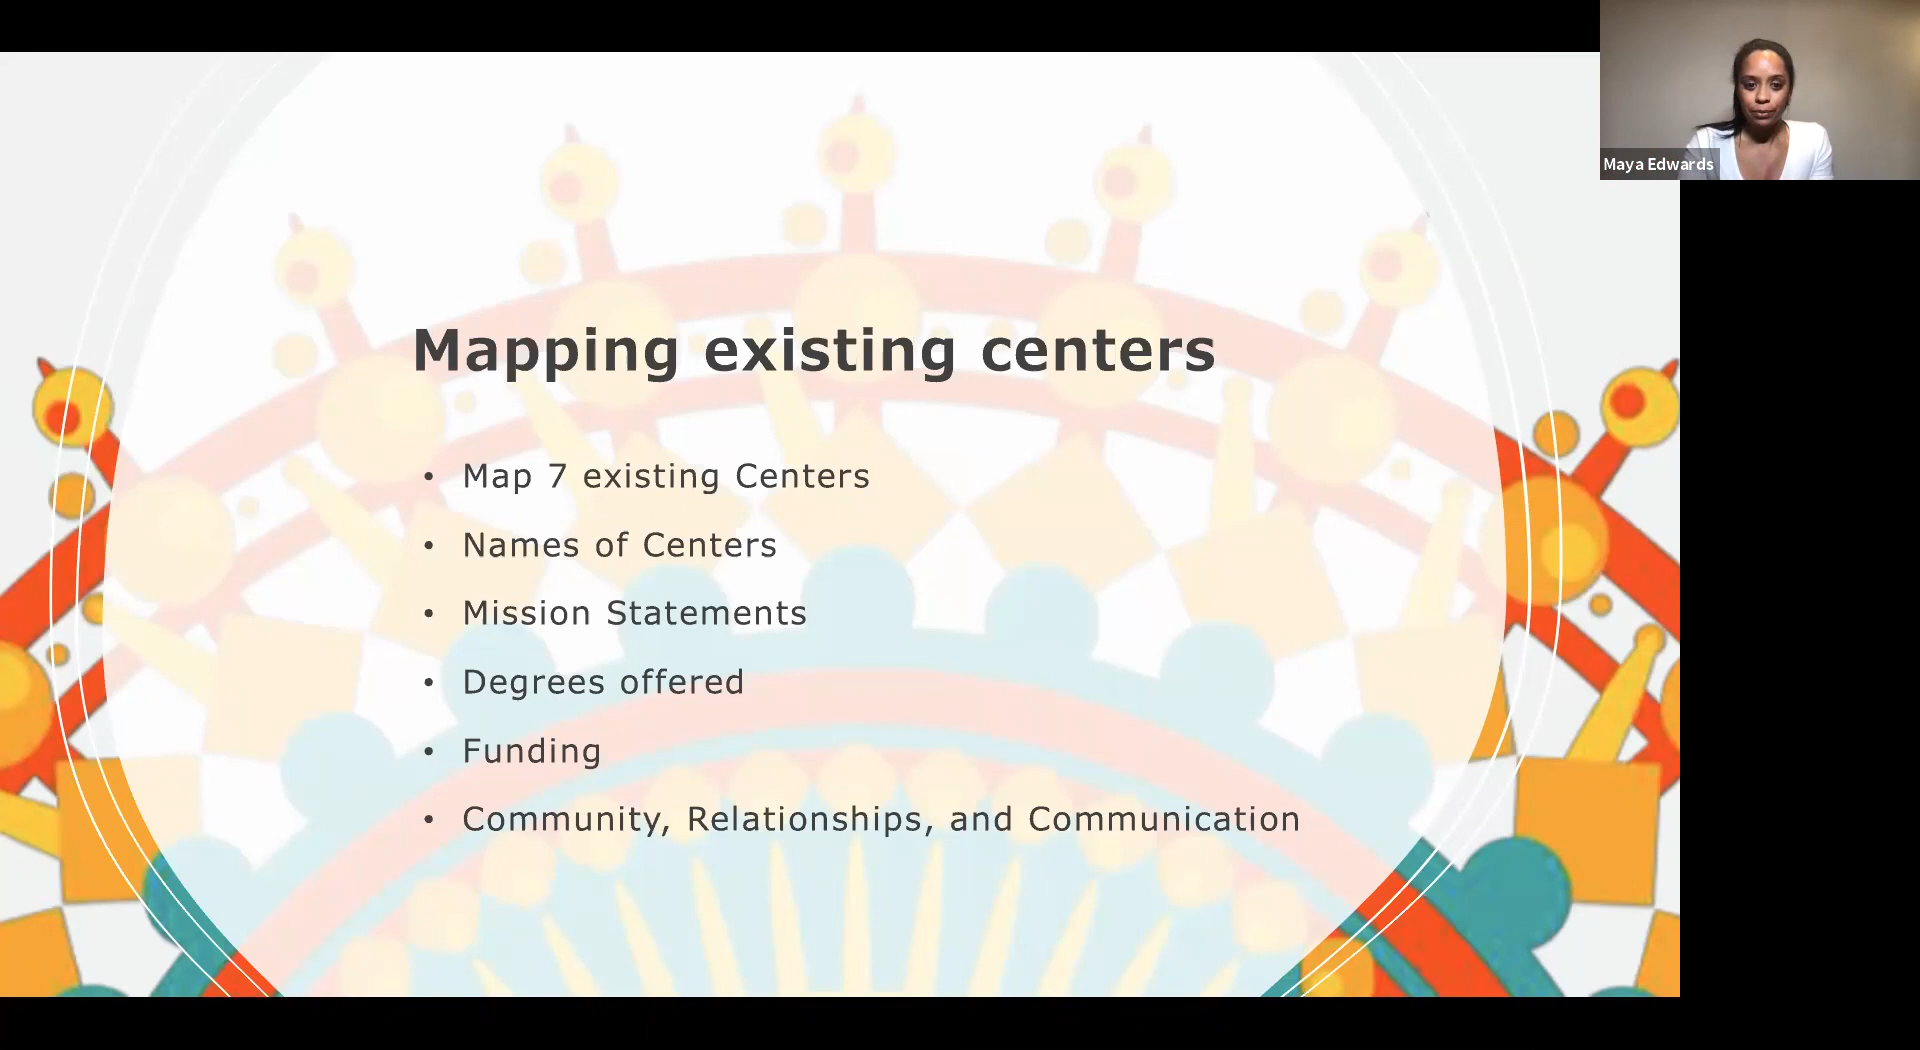 Maya Edwards
Mapping existing centers
• Map 7 existing Centers
• Names of Centers
• Mission Statements
• Degrees offered
• Funding
• Community, Relationships, and Communication